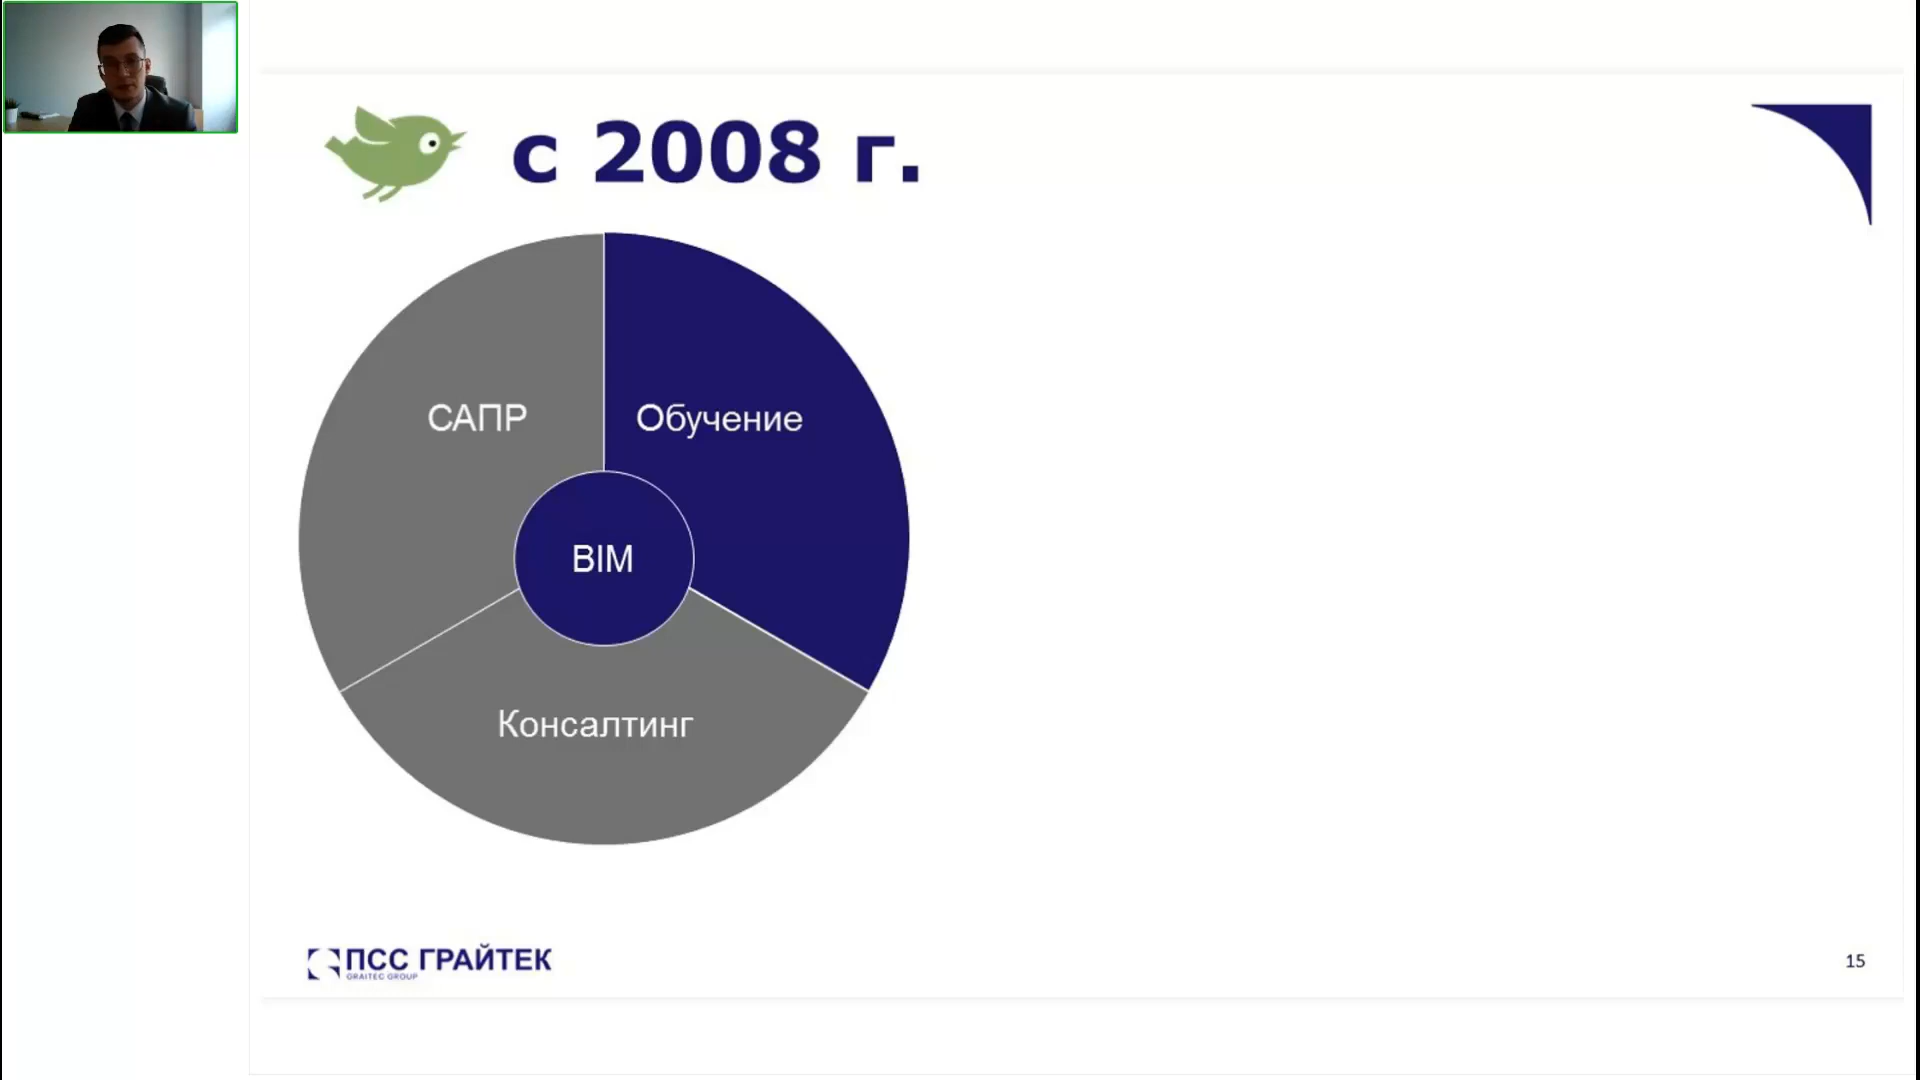 с 2008 г.
САПР
Обучение
BIM
Консалтинг
ПСС ГРАЙТЕК
GRAITEC GROUP
15